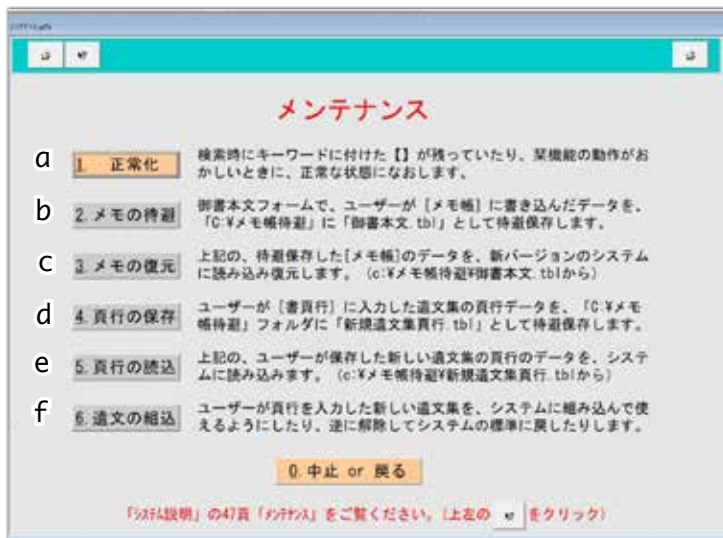 メンテナンス
a
1. 正常化
検索時にキーワードに付けた【】が残っていたり、某機能の動作がお
かしいときに、正常な状態になおします。
b
2.メモの待避
御書本文フォームで、ユーザーが［メモ帳］に書き込んだデータを、
「C:¥メモ帳待避」に「御書本文.tbl」として待避保存します。
c
3.メモの復元
上記の、待避保存した[メモ帳]のデータを、新バージョンのシステム
に読み込み復元します。（c:¥メモ帳待避¥御書本文.tblから）
d
4.頁行の保存
ユーザーが［書頁行］に入力した遺文集の頁行データを、「C:¥メモ
帳待避」フォルダに「新規遺文集頁行.tbl」として待避保存します。
e
5.頁行の読込
上記の、ユーザーが保存した新しい遺文集の頁行のデータを、システ
ムに読み込みます。（c:¥メモ帳待避¥新規遺文集頁行.tblから）
f
6.遺文の組込
ユーザーが頁行を入力した新しい遺文集を、システムに組み込んで使
えるようにしたり、逆に解除してシステムの標準に戻したりします。
0.中止 or 戻る
「ｼｽﾃﾑ説明」の47頁「ﾒﾝﾃﾅﾝｽ」をご覧ください。(上左の をクリック)